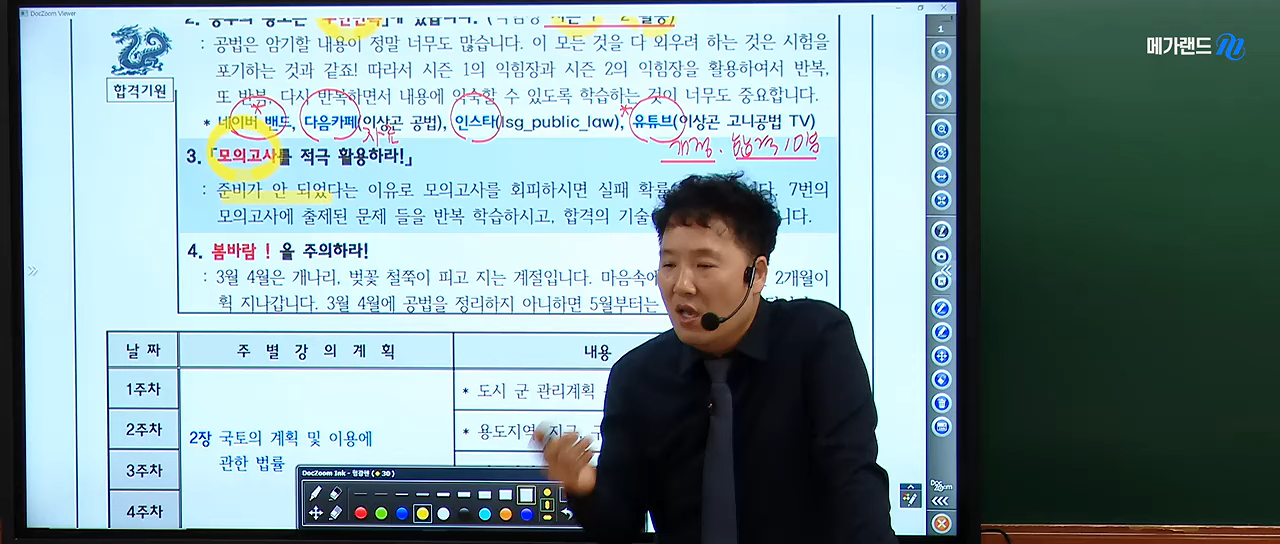 DocZoom Viewer
메가랜드
: 공법은 암기할 내용이 정말 너무도 많습니다. 이 모든 것을 다 외우려 하는 것은 시험을
포기하는 것과 같죠! 따라서 시즌 1의 익힘장과 시즌 2의 익힘장을 활용하여서 반복,
또 반복, 다시 반복하면서 내용에 익숙할 수 있도록 학습하는 것이 너무도 중요합니다.
합격기원
* 네이버 밴드, 다음카페(이상곤 공법), 인스타(lsg_public_law), 유튜브(이상곤 고니공법 TV)
3. 「모의고사를 적극 활용하라!」
: 준비가 안 되었다는 이유로 모의고사를 회피하시면 실패 확률 다. 7번의
모의고사에 출제된 문제 들을 반복 학습하시고, 합격의 기술 니다.
4. 봄바람 ! 을 주의하라!
: 3월 4월은 개나리, 벚꽃 철쭉이 피고 지는 계절입니다. 마음속에 2개월이
획 지나갑니다. 3월 4월에 공법을 정리하지 아니하면 5월부터는
날 짜 주 별 강 의 계 획 내용
1주차 * 도시 군 관리계획
2주차 2장 국토의 계획 및 이용에 * 용도지역, 지구,
3주차 관한 법률
4주차
DocZoom Ink - 형광펜 ( 30 )